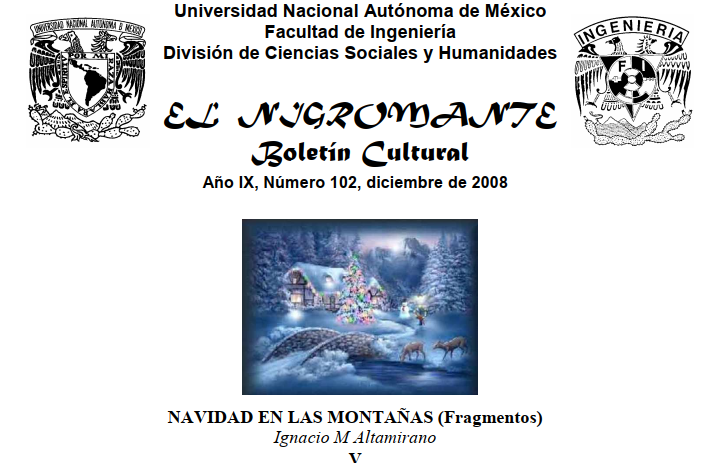 Universidad Nacional Autónoma de México
Facultad de Ingeniería
División de Ciencias Sociales y Humanidades
INGENIERIA
EL NIGROMANTE
Boletín Cultural
Año IX, Número 102, diciembre de 2008
NAVIDAD EN LAS MONTAÑAS (Fragmentos)
Ignacio M Altamirano
V